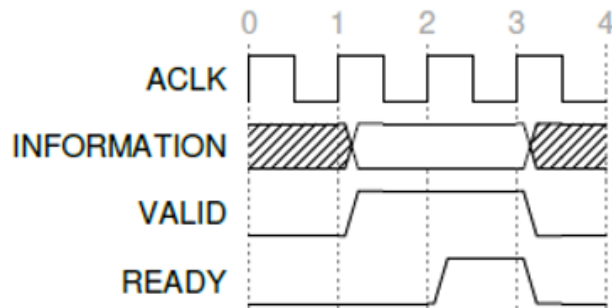 0 1 2 3 4
ACLK
INFORMATION
VALID
READY